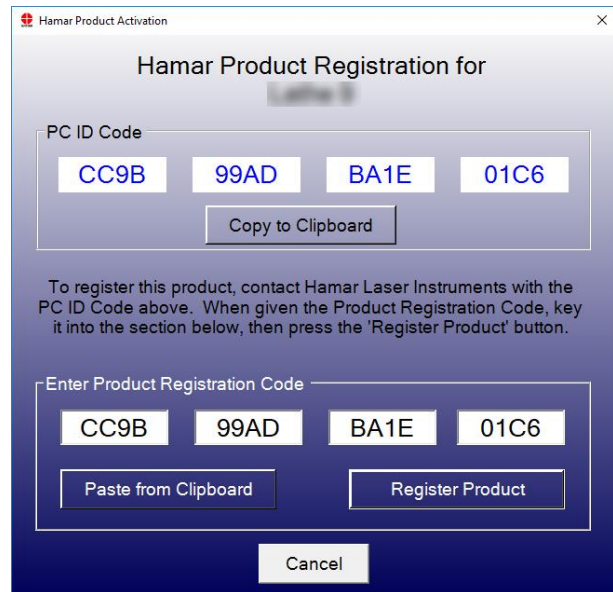 Hamar Product Activation
Hamar Product Registration for
PC ID Code
CC9B 99AD BA1E 01C6
Copy to Clipboard
To register this product, contact Hamar Laser Instruments with the
PC ID Code above. When given the Product Registration Code, key
it into the section below, then press the 'Register Product' button.
Enter Product Registration Code
CC9B 99AD BA1E 01C6
Paste from Clipboard Register Product
Cancel